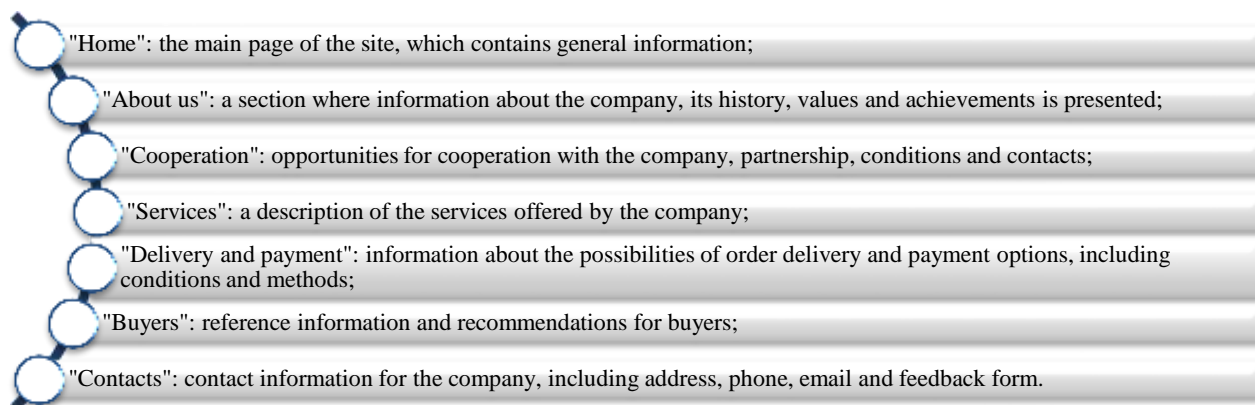 "Home": the main page of the site, which contains general information;
"About us": a section where information about the company, its history, values and achievements is presented;
"Cooperation": opportunities for cooperation with the company, partnership, conditions and contacts;
"Services": a description of the services offered by the company;
"Delivery and payment": information about the possibilities of order delivery and payment options, including
conditions and methods;
"Buyers": reference information and recommendations for buyers;
"Contacts": contact information for the company, including address, phone, email and feedback form.